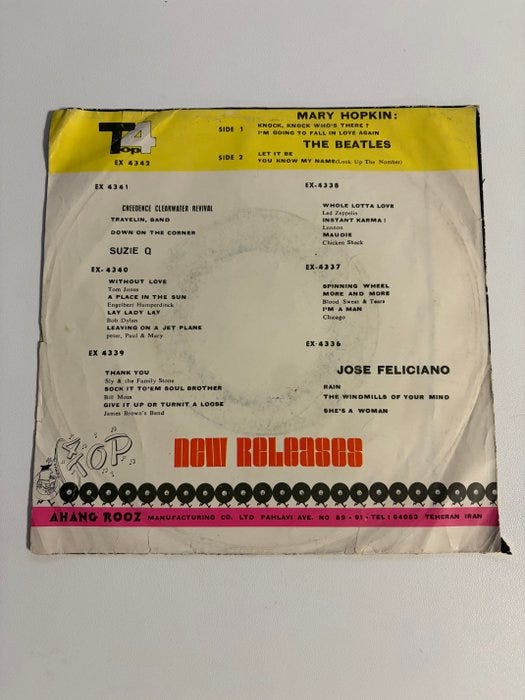 Top 4
EX 4342
MARY HOPKIN:
SIDE 1
KNOCK, KNOCK WHO'S THERE ?
I'M GOING TO FALL IN LOVE AGAIN
THE BEATLES
SIDE 2
LET IT BE
YOU KNOW MY NAME(Look Up The Nomber)
EX 4341
CREEDENCE CLEARWATER REVIVAL
TRAVELIN, BAND
DOWN ON THE CORNER
SUZIE Q
EX-4340
WITHOUT LOVE
Tom Jones
A PLACE IN THE SUN
Engelbert Humperdinck
LAY LADY LAY
Bob Dylan
LEAVING ON A JET PLANE
peter, Paul & Mary
EX 4339
THANK YOU
Sly & the Family Stone
SOCK IT TO'EM SOUL BROTHER
Bill Moss
GIVE IT UP OR TURNIT A LOOSE
James Brown's Band
EX-4338
WHOLE LOTTA LOVE
Led Zeppelin
INSTANT KARMA !
Lennon
MAUDIE
Chicken Shack
EX-4337
SPINNING WHEEL
MORE AND MORE
Blood Sweat & Tears
I'M A MAN
Chicago
EX-4336
JOSE FELICIANO
RAIN
THE WINDMILLS OF YOUR MIND
SHE'S A WOMAN
4 TOP
NEW RELEASES
AHANG ROOZ MANUFACTURING CO. LTD PAHLAVI AVE. NO 89 - 91 - TEL : 64053 TEHERAN IRAN